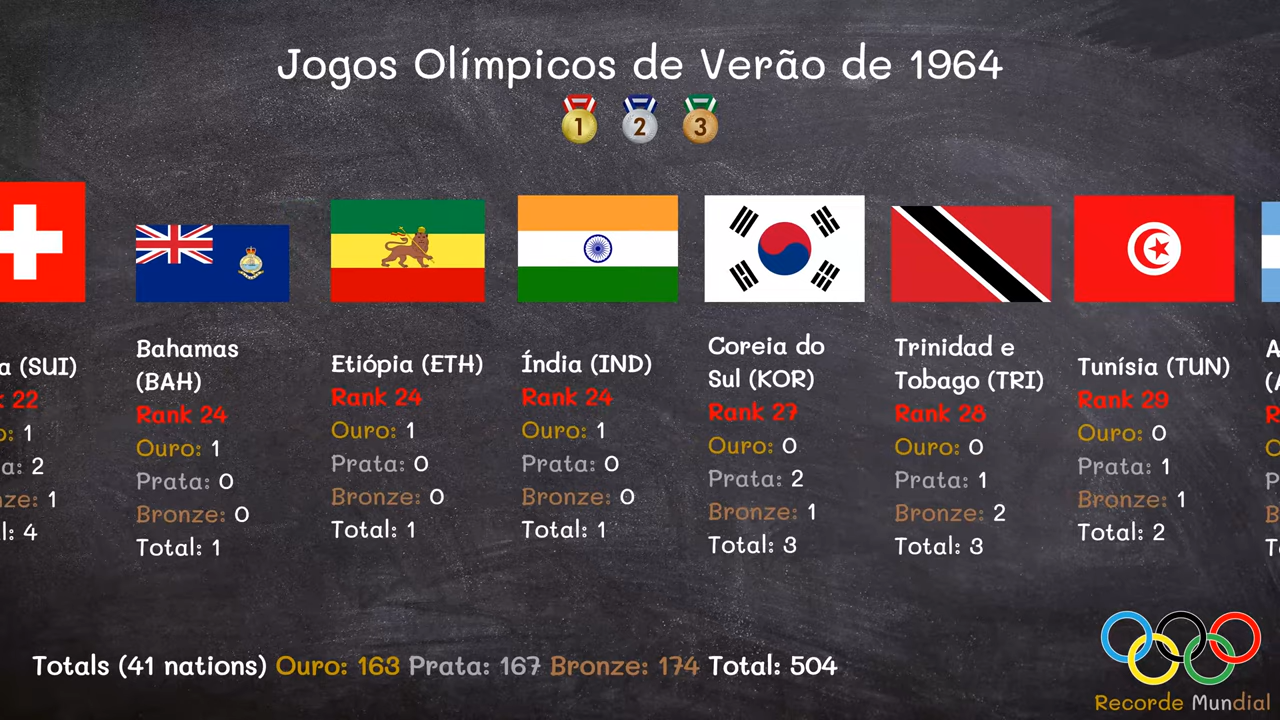 Jogos Olímpicos de Verão de 1964
1 2 3
a (SUI)
k 22
o: 1
a: 2
nze: 1
l: 4
Bahamas
(BAH)
Rank 24
Ouro: 1
Prata: 0
Bronze: 0
Total: 1
Etiópia (ETH)
Rank 24
Ouro: 1
Prata: 0
Bronze: 0
Total: 1
Índia (IND)
Rank 24
Ouro: 1
Prata: 0
Bronze: 0
Total: 1
Coreia do
Sul (KOR)
Rank 27
Ouro: 0
Prata: 2
Bronze: 1
Total: 3
Trinidad e
Tobago (TRI)
Rank 28
Ouro: 0
Prata: 1
Bronze: 2
Total: 3
Tunísia (TUN)
Rank 29
Ouro: 0
Prata: 1
Bronze: 1
Total: 2
Totals (41 nations) Ouro: 163 Prata: 167 Bronze: 174 Total: 504
Recorde Mundial